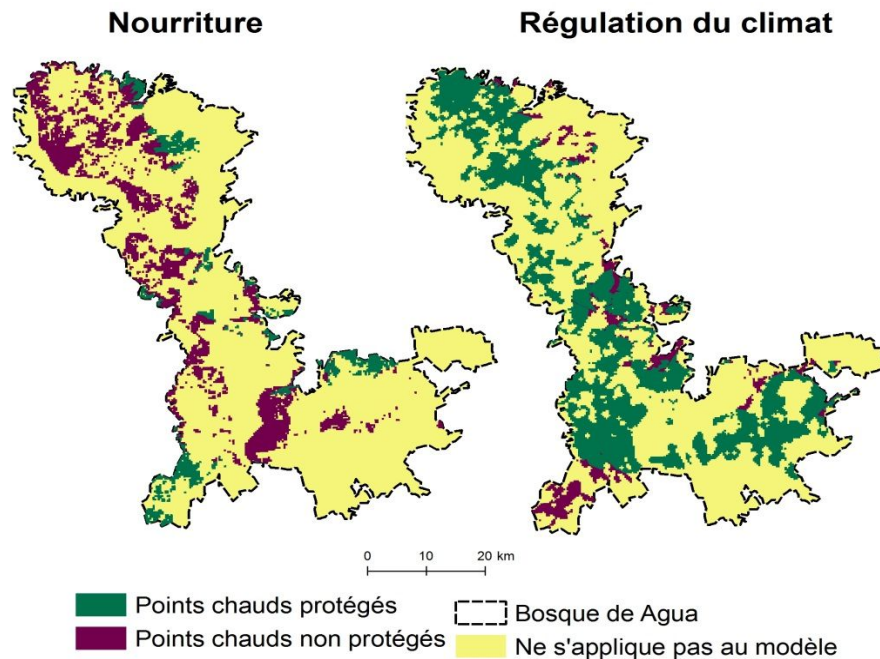 Nourriture
Régulation du climat
0 10 20 km
Points chauds protégés
Points chauds non protégés
Bosque de Agua
Ne s'applique pas au modèle